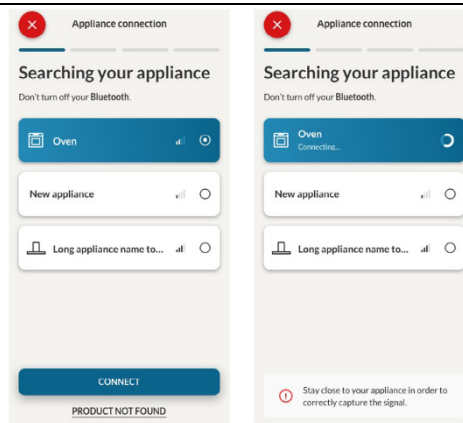 Appliance connection
Searching your appliance
Don't turn off your Bluetooth.
Oven
New appliance
Long appliance name to...
CONNECT
PRODUCT NOT FOUND
Appliance connection
Searching your appliance
Don't turn off your Bluetooth.
Oven
Connecting...
New appliance
Long appliance name to...
Stay close to your appliance in order to
correctly capture the signal.